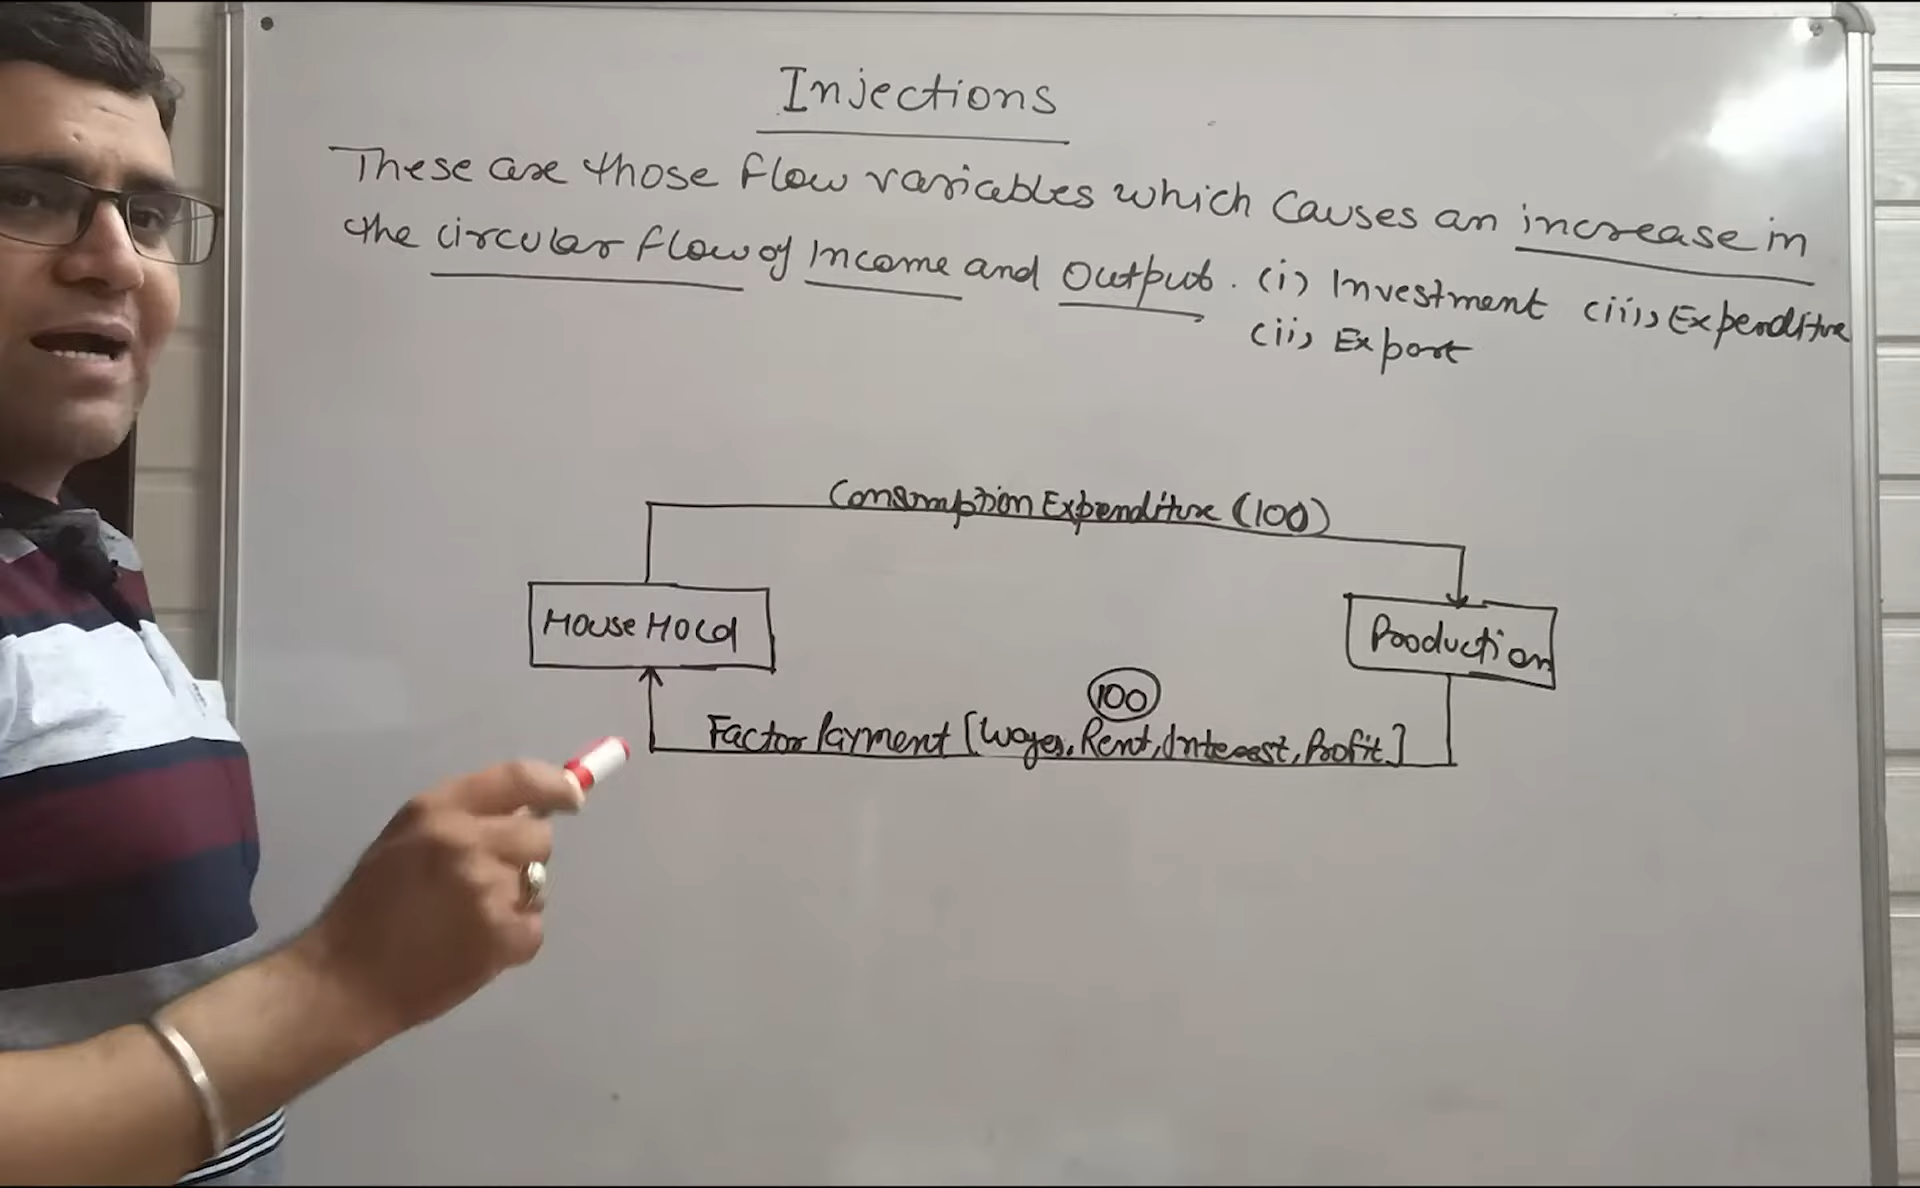 Injections
These are those flow variables which causes an increase in
the circular flow of Income and Output. (i) Investment (iii) Expenditure
(ii) Export
Consumption Expenditure (100)
House Hold
Production
100
Factor Payment [Wages, Rent, Interest, Profit]